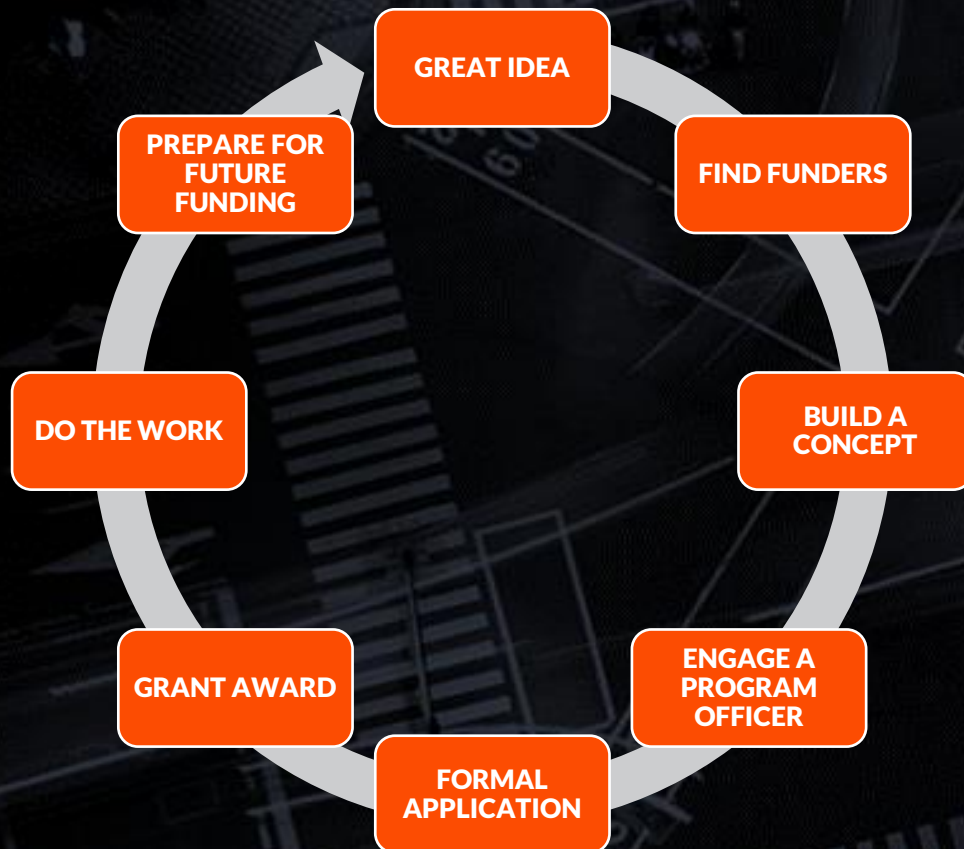 GREAT IDEA
FIND FUNDERS
BUILD A
CONCEPT
ENGAGE A
PROGRAM
OFFICER
FORMAL
APPLICATION
GRANT AWARD
DO THE WORK
PREPARE FOR
FUTURE
FUNDING